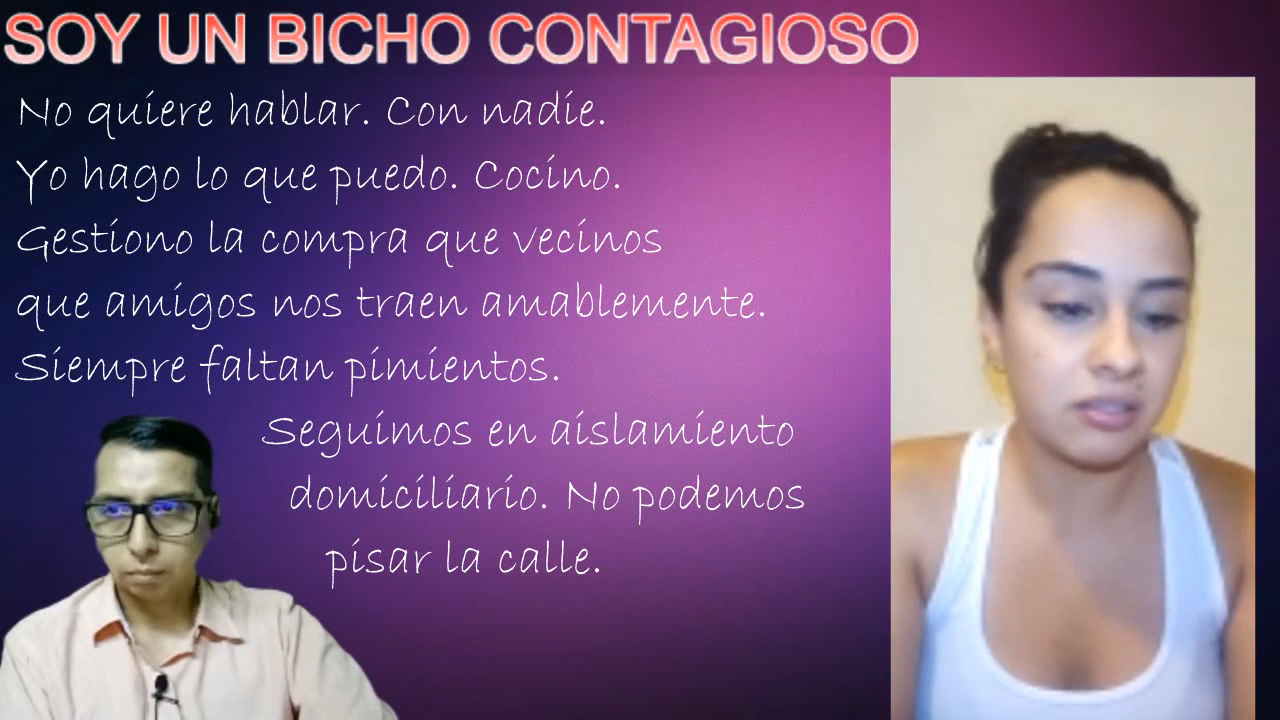 SOY UN BICHO CONTAGIOSO
No quiere hablar. Con nadie.
Yo hago lo que puedo. Cocino.
Gestiono la compra que vecinos
que amigos nos traen amablemente.
Siempre faltan pimientos.
Seguimos en aislamiento
domiciliario. No podemos
pisar la calle.